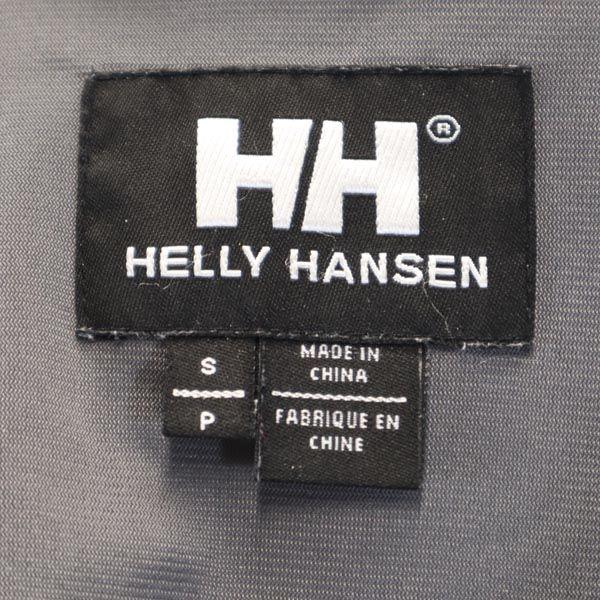 HH®
HELLY HANSEN
S
P
MADE IN
CHINA
FABRIQUE EN
CHINE